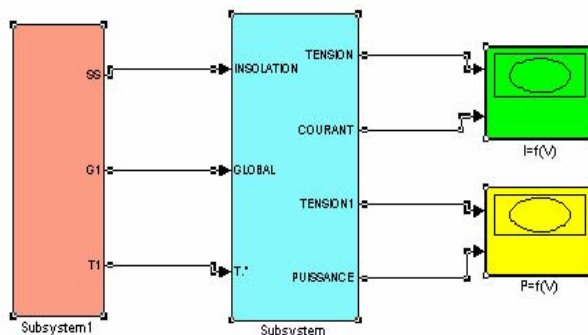 SS
G1
T1
Subsystem1
INSOLATION
GLOBAL
T.*
TENSION
COURANT
TENSION1
PUISSANCE
Subsystem
I=f(V)
P=f(V)